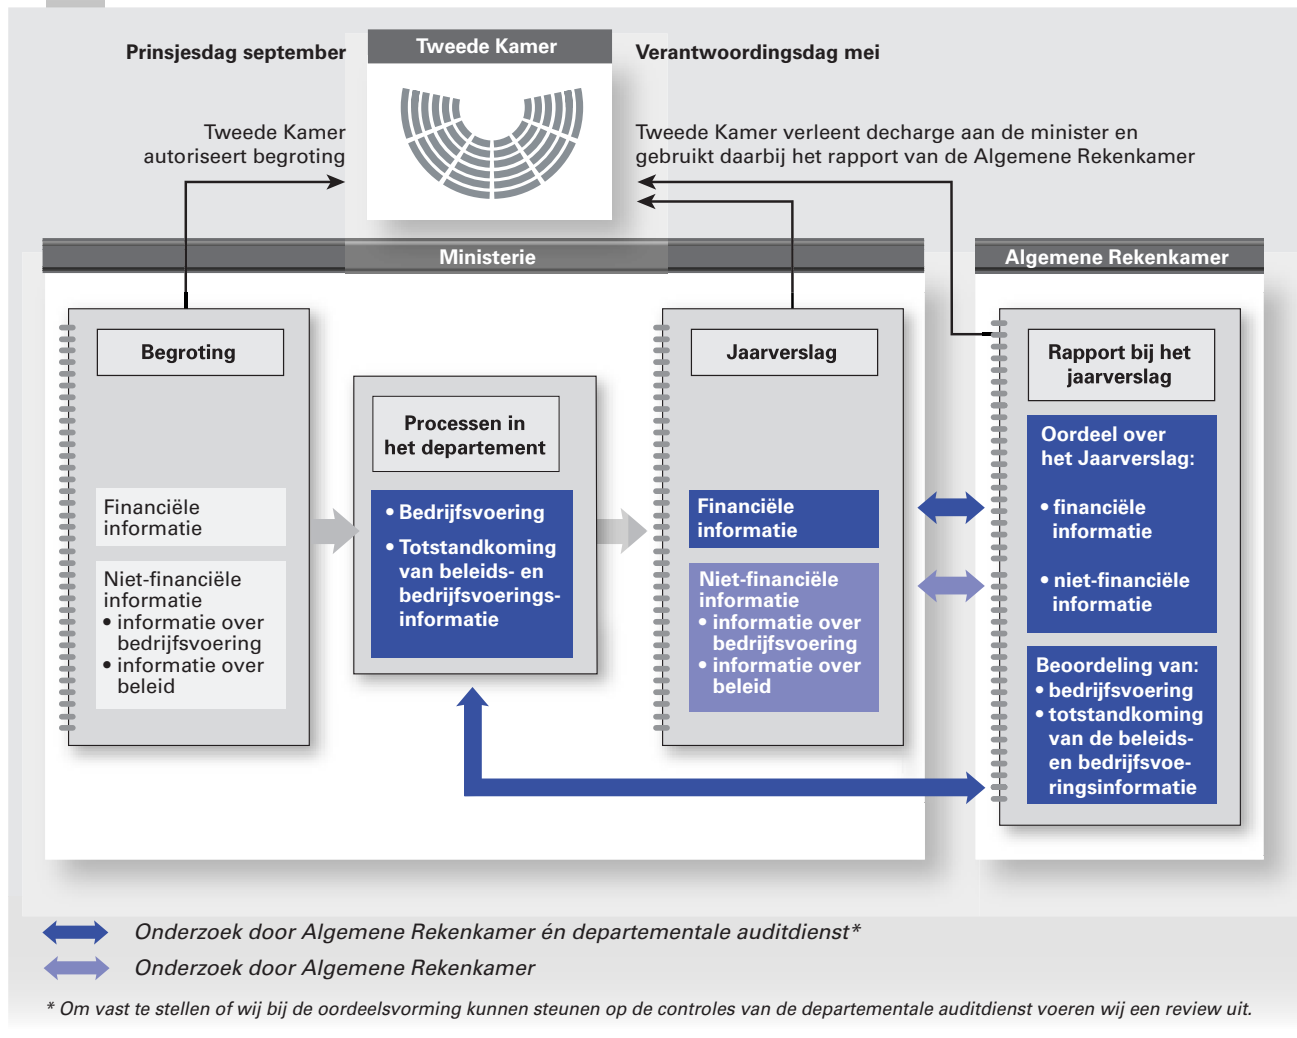 Prinsjesdag september
Tweede Kamer
Verantwoordingsdag mei
Tweede Kamer
autoriseert begroting
Tweede Kamer verleent decharge aan de minister en
gebruikt daarbij het rapport van de Algemene Rekenkamer
Ministerie
Algemene Rekenkamer
Begroting
Financiële
informatie
Niet-financiële
informatie
• informatie over
bedrijfsvoering
• informatie over
beleid
Processen in
het departement
• Bedrijfsvoering
• Totstandkoming
van beleids- en
bedrijfsvoerings-
informatie
Jaarverslag
Financiële
informatie
Niet-financiële
informatie
• informatie over
bedrijfsvoering
• informatie over
beleid
Rapport bij het
jaarverslag
Oordeel over
het Jaarverslag:
• financiële
informatie
• niet-financiële
informatie
Beoordeling van:
• bedrijfsvoering
• totstandkoming
van de beleids-
en bedrijfsvoe-
ringsinformatie
Onderzoek door Algemene Rekenkamer én departementale auditdienst*
Onderzoek door Algemene Rekenkamer
* Om vast te stellen of wij bij de oordeelsvorming kunnen steunen op de controles van de departementale auditdienst voeren wij een review uit.